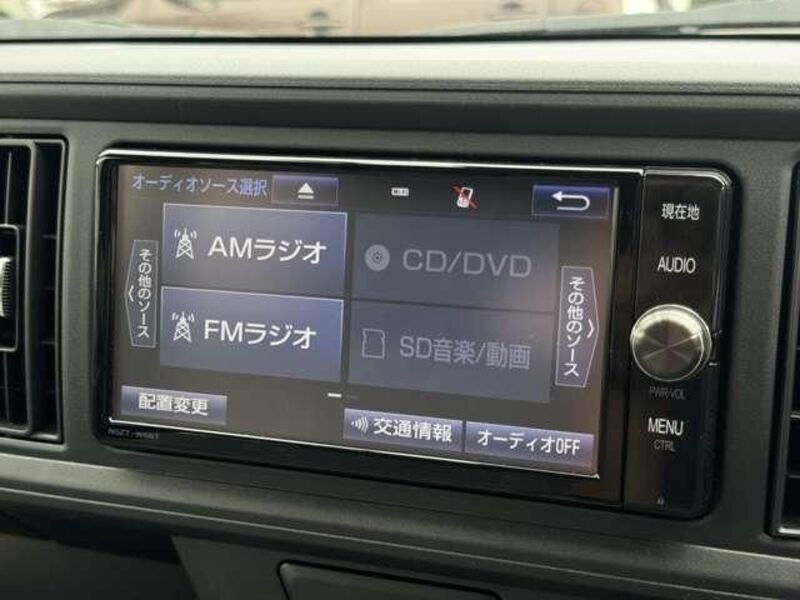 オーディオソース選択
現在地
AMラジオ
CD/DVD
AUDIO
その他のソース
その他のソース
FMラジオ
SD音楽/動画
PWR・VOL
配置変更
交通情報
オーディオOFF
MENU
CTRL
NSZT-W66T